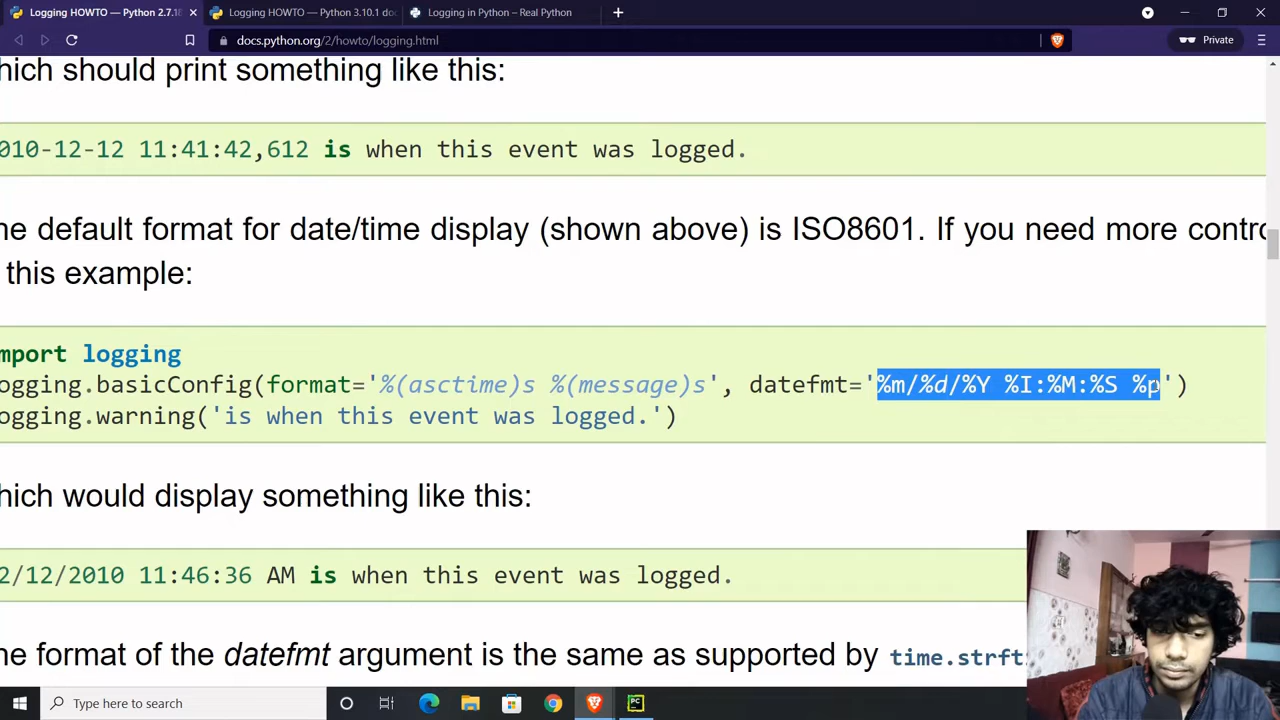 Logging HOWTO — Python 2.7.18
Logging HOWTO — Python 3.10.1 doc
Logging in Python – Real Python
docs.python.org/2/howto/logging.html
Private
hich should print something like this:
010-12-12 11:41:42,612 is when this event was logged.
he default format for date/time display (shown above) is ISO8601. If you need more contro
this example:
mport logging
ogging.basicConfig(format='%(asctime)s %(message)s', datefmt='%m/%d/%Y %I:%M:%S %p')
ogging.warning('is when this event was logged.')
hich would display something like this:
2/12/2010 11:46:36 AM is when this event was logged.
he format of the datefmt argument is the same as supported by time.strft
Type here to search
PC